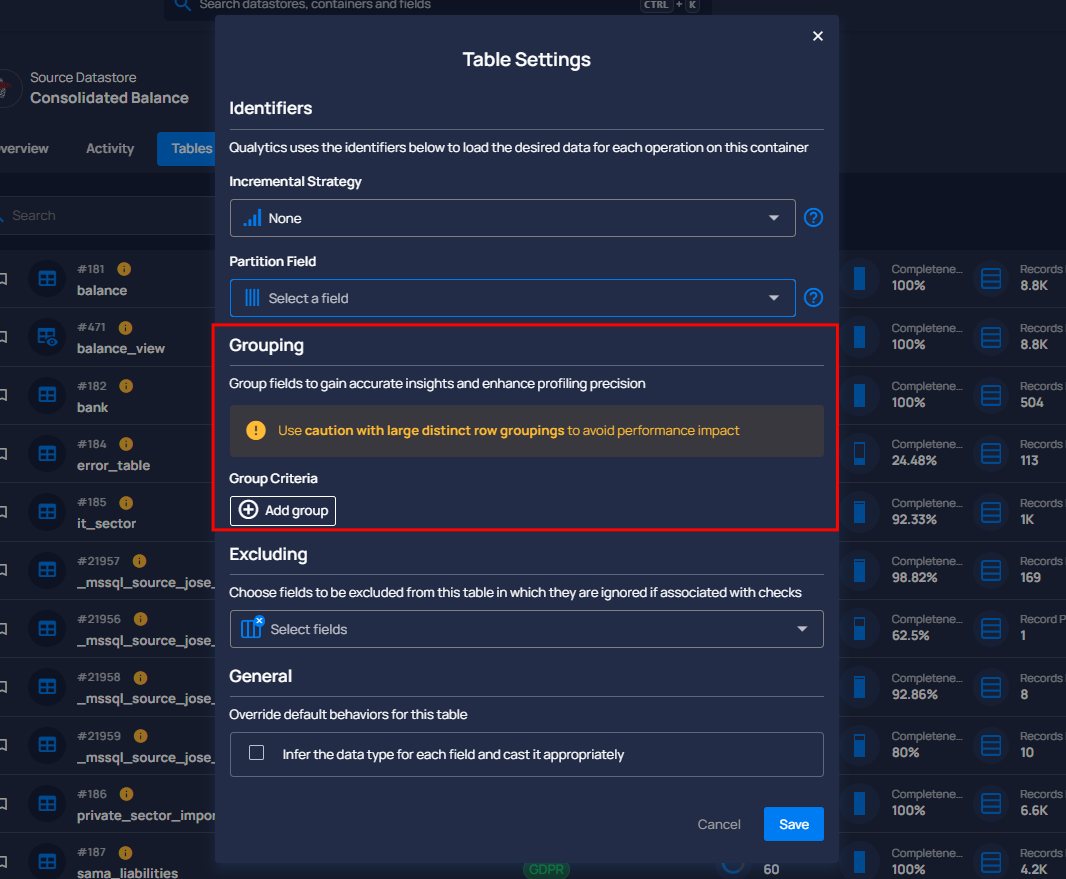 Search datastores, containers and fields CTRL + K
Source Datastore
Consolidated Balance
verview Activity Tables
Search
#181
balance
#471
balance_view
#182
bank
#184
error_table
#185
it_sector
#21957
_mssql_source_jose_
#21956
_mssql_source_jose_
#21958
_mssql_source_jose_
#21959
_mssql_source_jose_
#186
private_sector_impor
#187
sama_liabilities
Table Settings
Identifiers
Qualytics uses the identifiers below to load the desired data for each operation on this container
Incremental Strategy
None
Partition Field
Select a field
Grouping
Group fields to gain accurate insights and enhance profiling precision
Use caution with large distinct row groupings to avoid performance impact
Group Criteria
Add group
Excluding
Choose fields to be excluded from this table in which they are ignored if associated with checks
Select fields
General
Override default behaviors for this table
Infer the data type for each field and cast it appropriately
Cancel Save
GDPR
60
Completene... Records
100% 8.8K
Completene... Records
100% 8.8K
Completene... Records
100% 504
Completene... Records
24.48% 113
Completene... Records
92.33% 1K
Completene... Records
98.82% 169
Completene... Record P
62.5% 1
Completene... Records
92.86% 8
Completene... Records
80% 10
Completene... Records
100% 6.6K
Completene... Records
100% 4.2K